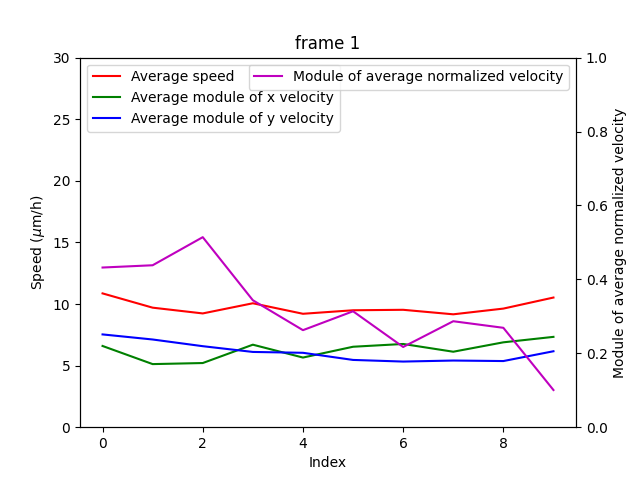 frame 1
Average speed
Average module of x velocity
Average module of y velocity
Module of average normalized velocity
30
25
20
15
10
5
0
Speed (μm/h)
1.0
0.8
0.6
0.4
0.2
0.0
Module of average normalized velocity
0 2 4 6 8
Index